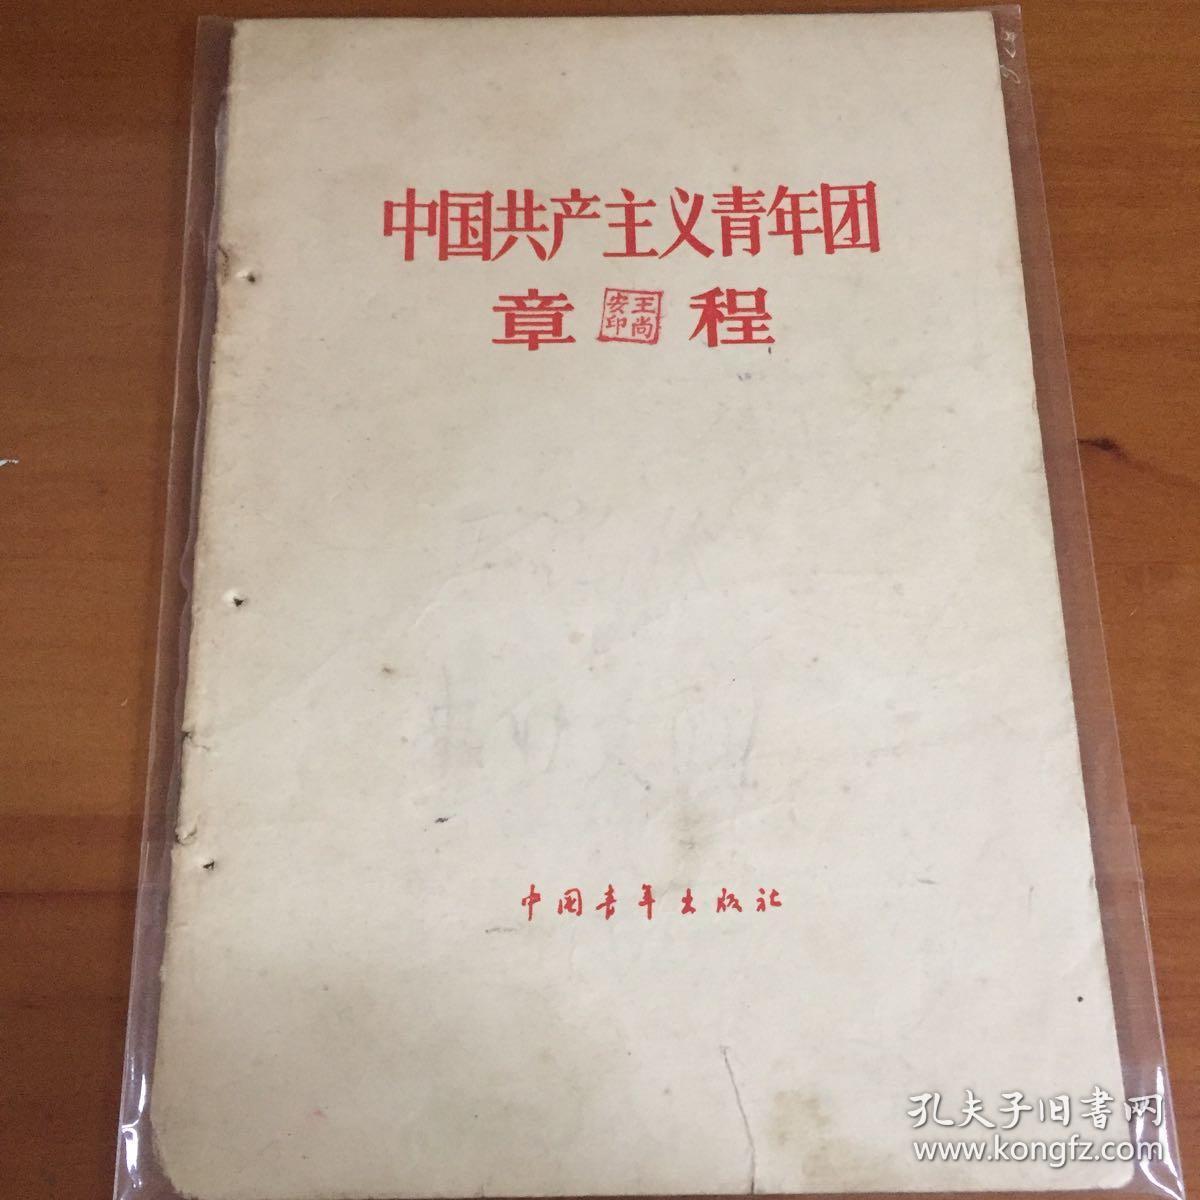 中国共产主义青年团
章程
王尚
安印
中国青年出版社
孔夫子旧书网
www.kongfz.com